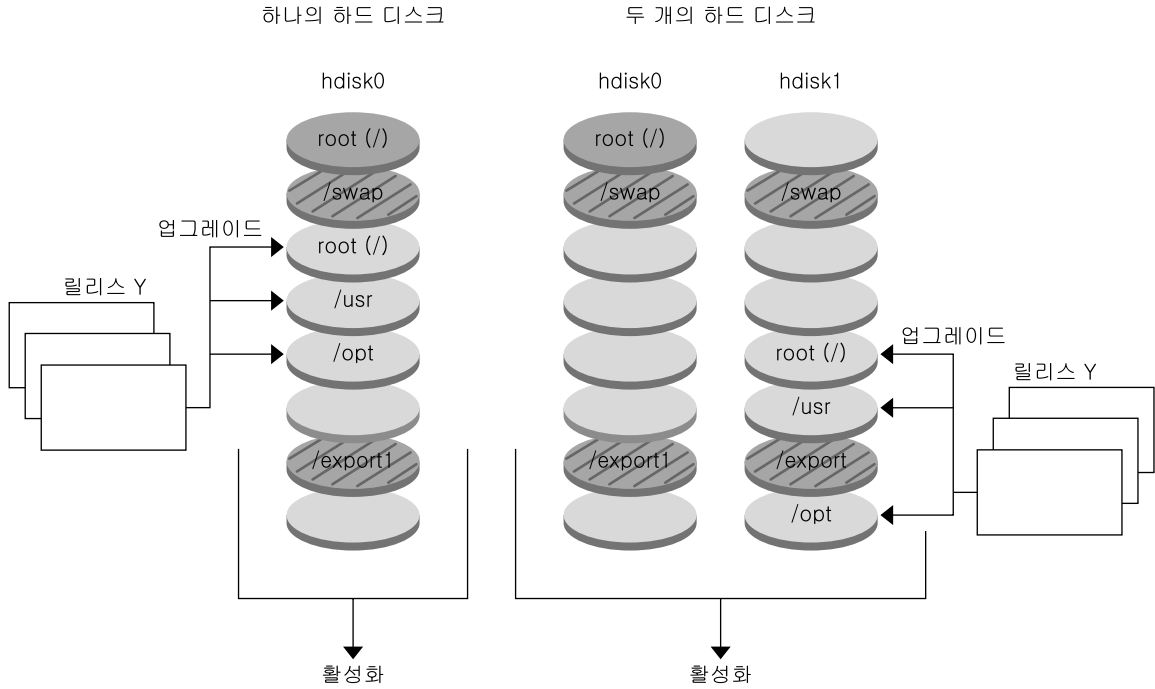 하나의 하드 디스크
두 개의 하드 디스크
hdisk0
hdisk0
hdisk1
root (/)
root (/)
/swap
/swap
/swap
업그레이드
root (/)
릴리스 Y
/usr
/opt
업그레이드
root (/)
릴리스 Y
/usr
/export1
/export1
/export
/opt
활성화
활성화